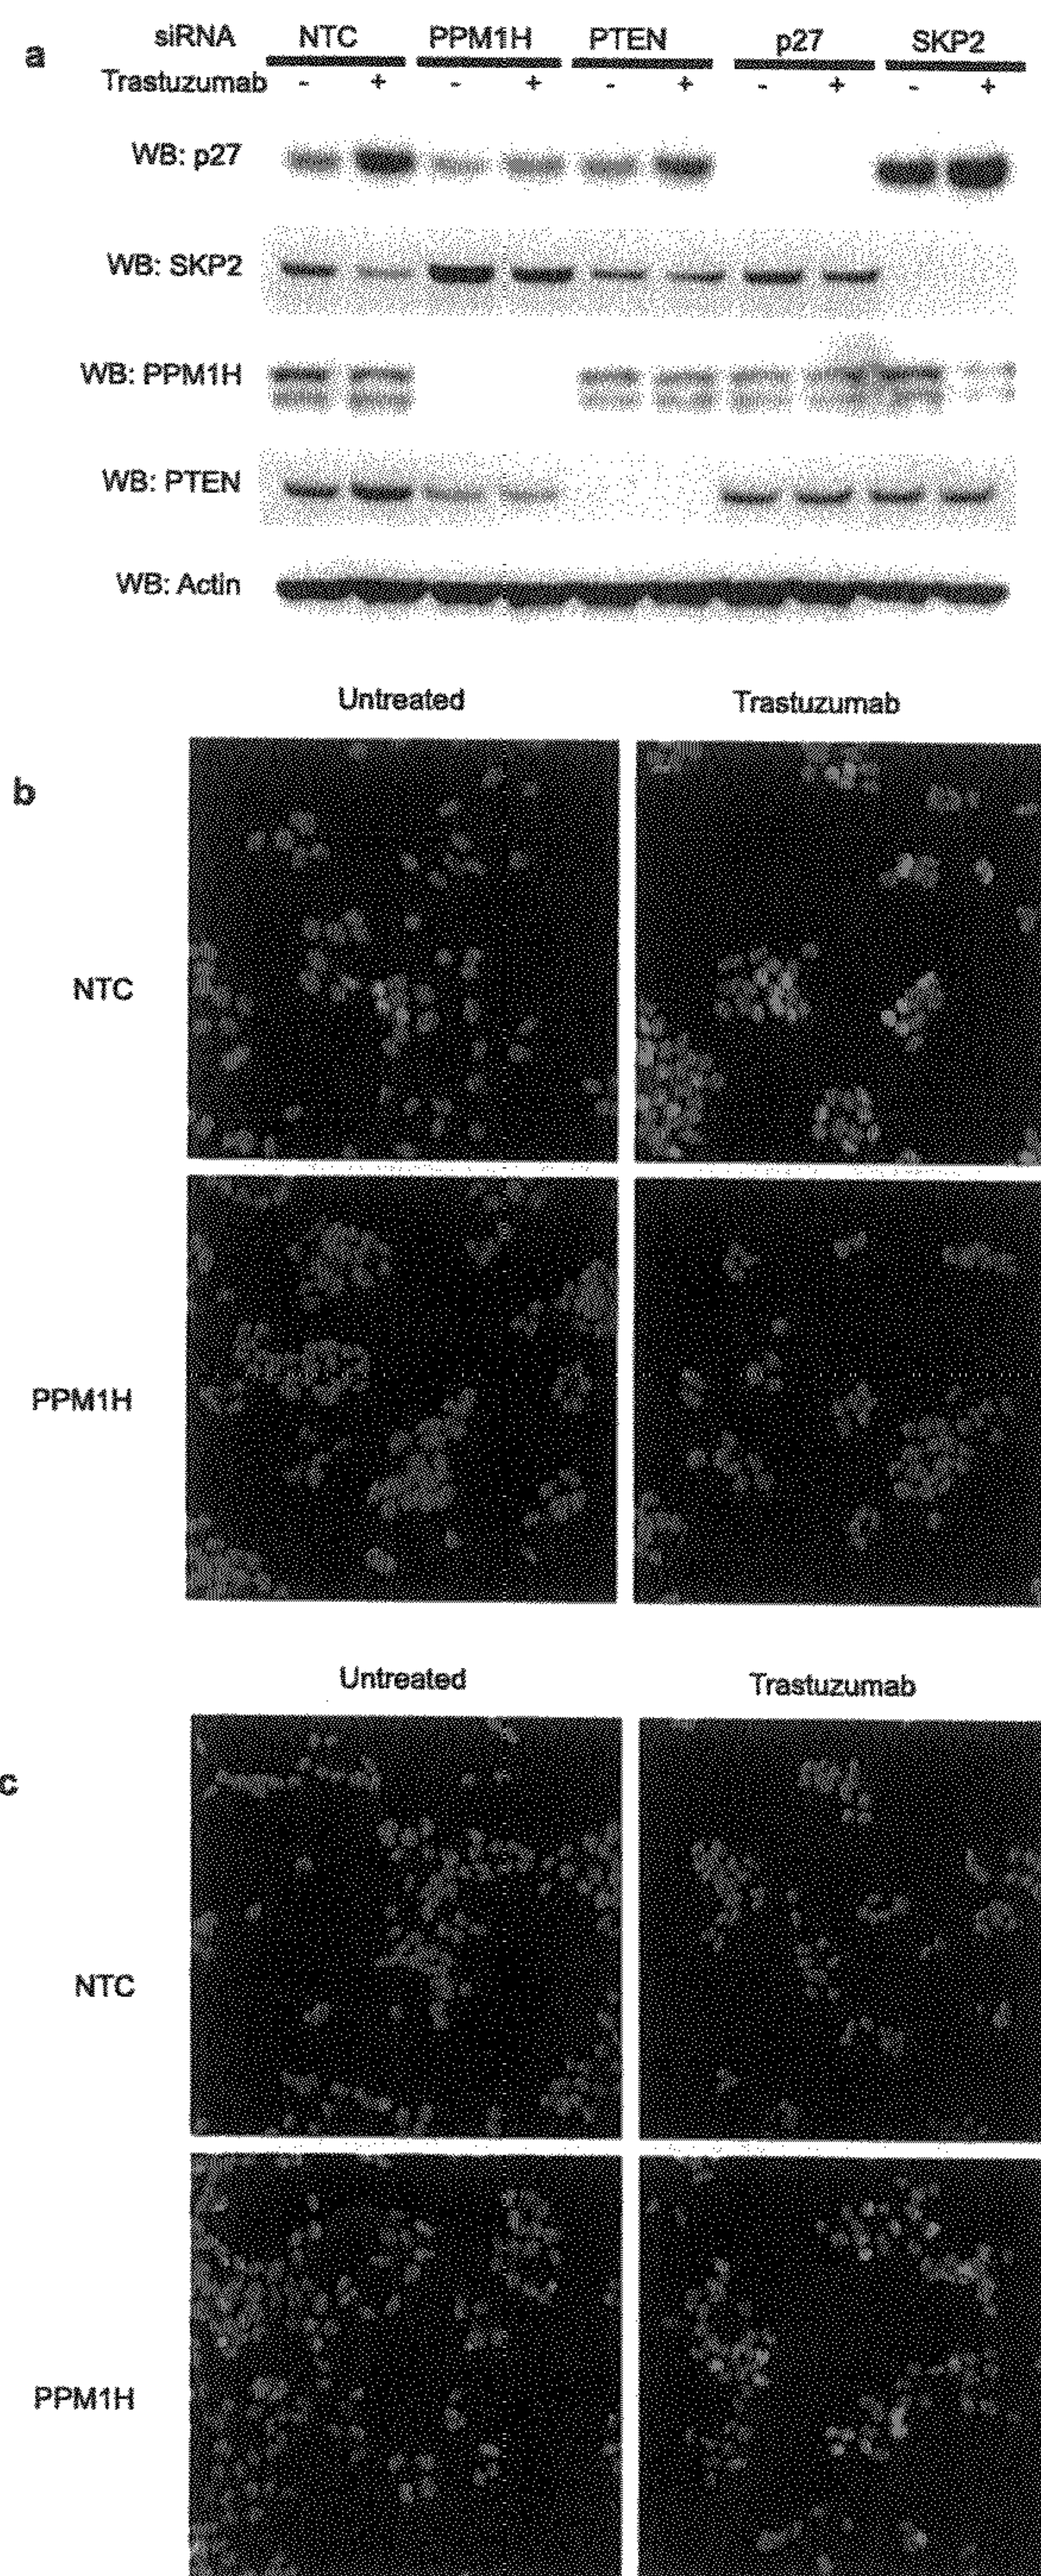 a
siRNA NTC PPM1H PTEN p27 SKP2
Trastuzumab - + - + - + - + - +
WB: p27
WB: SKP2
WB: PPM1H
WB: PTEN
WB: Actin
Untreated Trastuzumab
b
NTC
PPM1H
Untreated Trastuzumab
c
NTC
PPM1H